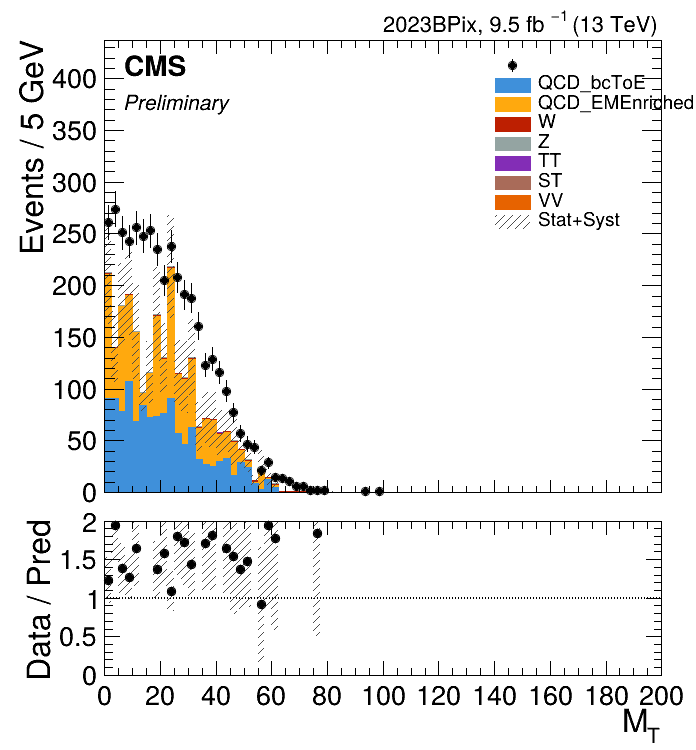 2023BPix, 9.5 fb⁻¹ (13 TeV)
CMS
Preliminary
Events / 5 GeV
400
350
300
250
200
150
100
50
0
QCD_bcToE
QCD_EMEnriched
W
Z
TT
ST
VV
Stat+Syst
Data / Pred
2
1.5
1
0.5
0
0 20 40 60 80 100 120 140 160 180 200
M_T